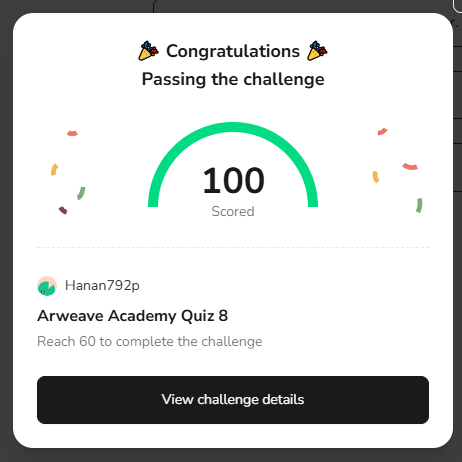 Congratulations
Passing the challenge
100
Scored
Hanan792p
Arweave Academy Quiz 8
Reach 60 to complete the challenge
View challenge details